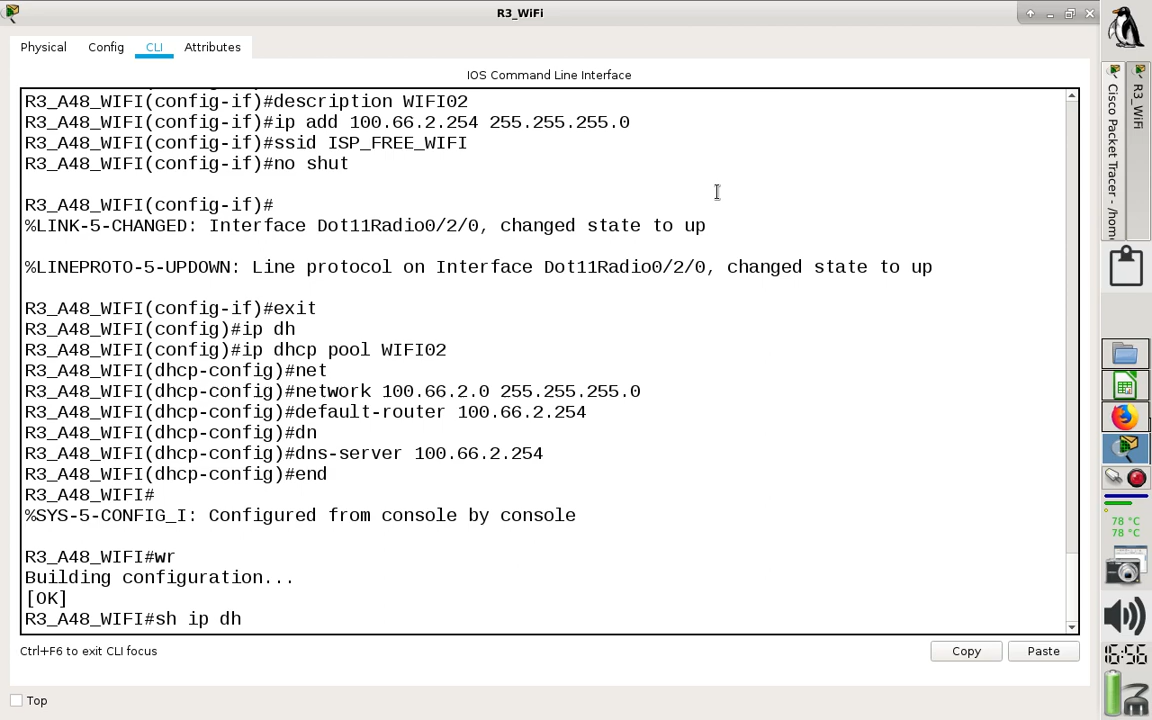 R3_WiFi
Physical Config CLI Attributes
IOS Command Line Interface
R3_A48_WIFI(config-if)#description WIFI02
R3_A48_WIFI(config-if)#ip add 100.66.2.254 255.255.255.0
R3_A48_WIFI(config-if)#ssid ISP_FREE_WIFI
R3_A48_WIFI(config-if)#no shut
R3_A48_WIFI(config-if)#
%LINK-5-CHANGED: Interface Dot11Radio0/2/0, changed state to up
%LINEPROTO-5-UPDOWN: Line protocol on Interface Dot11Radio0/2/0, changed state to up
R3_A48_WIFI(config-if)#exit
R3_A48_WIFI(config)#ip dh
R3_A48_WIFI(config)#ip dhcp pool WIFI02
R3_A48_WIFI(dhcp-config)#net
R3_A48_WIFI(dhcp-config)#network 100.66.2.0 255.255.255.0
R3_A48_WIFI(dhcp-config)#default-router 100.66.2.254
R3_A48_WIFI(dhcp-config)#dn
R3_A48_WIFI(dhcp-config)#dns-server 100.66.2.254
R3_A48_WIFI(dhcp-config)#end
R3_A48_WIFI#
%SYS-5-CONFIG_I: Configured from console by console
R3_A48_WIFI#wr
Building configuration...
[OK]
R3_A48_WIFI#sh ip dh
Ctrl+F6 to exit CLI focus
Copy Paste
Top
Cisco Packet Tracer - /hom
R3_WiFi
78 °C
78 °C
16:56